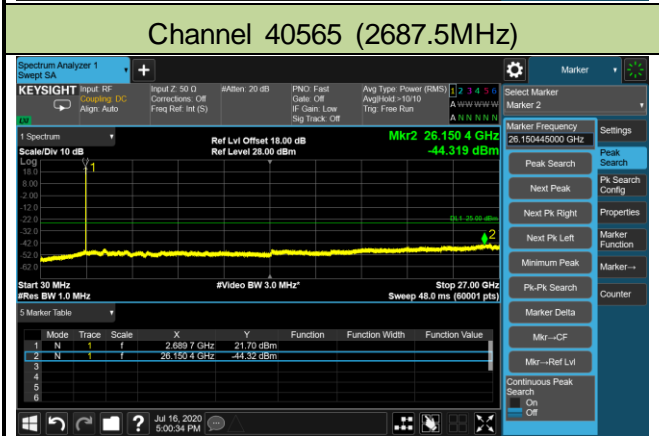 Channel 40565 (2687.5MHz)
Spectrum Analyzer 1
Swept SA
+
Marker
KEYSIGHT
Input: RF
Coupling: DC
Align: Auto
Input Z: 50 Ω
Corrections: Off
Freq Ref: Int (S)
#Atten: 20 dB
PNO: Fast
Gate: Off
IF Gain: Low
Sig Track: Off
Avg Type: Power (RMS)
Avg|Hold:>10/10
Trig: Free Run
1 2 3 4 5 6
A W W W W W
A N N N N N
Select Marker
Marker 2
1 Spectrum
Scale/Div 10 dB
Ref Lvl Offset 18.00 dB
Ref Level 28.00 dBm
Mkr2 26.150 4 GHz
-44.319 dBm
Log
18.0
8.00
-2.00
-12.0
-22.0
-32.0
-42.0
-52.0
-62.0
1
DL1 -25.00 dBm
2
Start 30 MHz
#Res BW 1.0 MHz
#Video BW 3.0 MHz*
Stop 27.00 GHz
Sweep 48.0 ms (60001 pts)
5 Marker Table
Mode Trace Scale X Y Function Function Width Function Value
1 N 1 f 2.689 7 GHz 21.70 dBm
2 N 1 f 26.150 4 GHz -44.32 dBm
3
4
5
6
Marker Frequency
26.150445000 GHz
Peak Search
Next Peak
Next Pk Right
Next Pk Left
Minimum Peak
Pk-Pk Search
Marker Delta
Mkr→CF
Mkr→Ref Lvl
Continuous Peak
Search
On
Off
Settings
Peak
Search
Pk Search
Config
Properties
Marker
Function
Marker→
Counter
?
Jul 16, 2020
5:00:34 PM